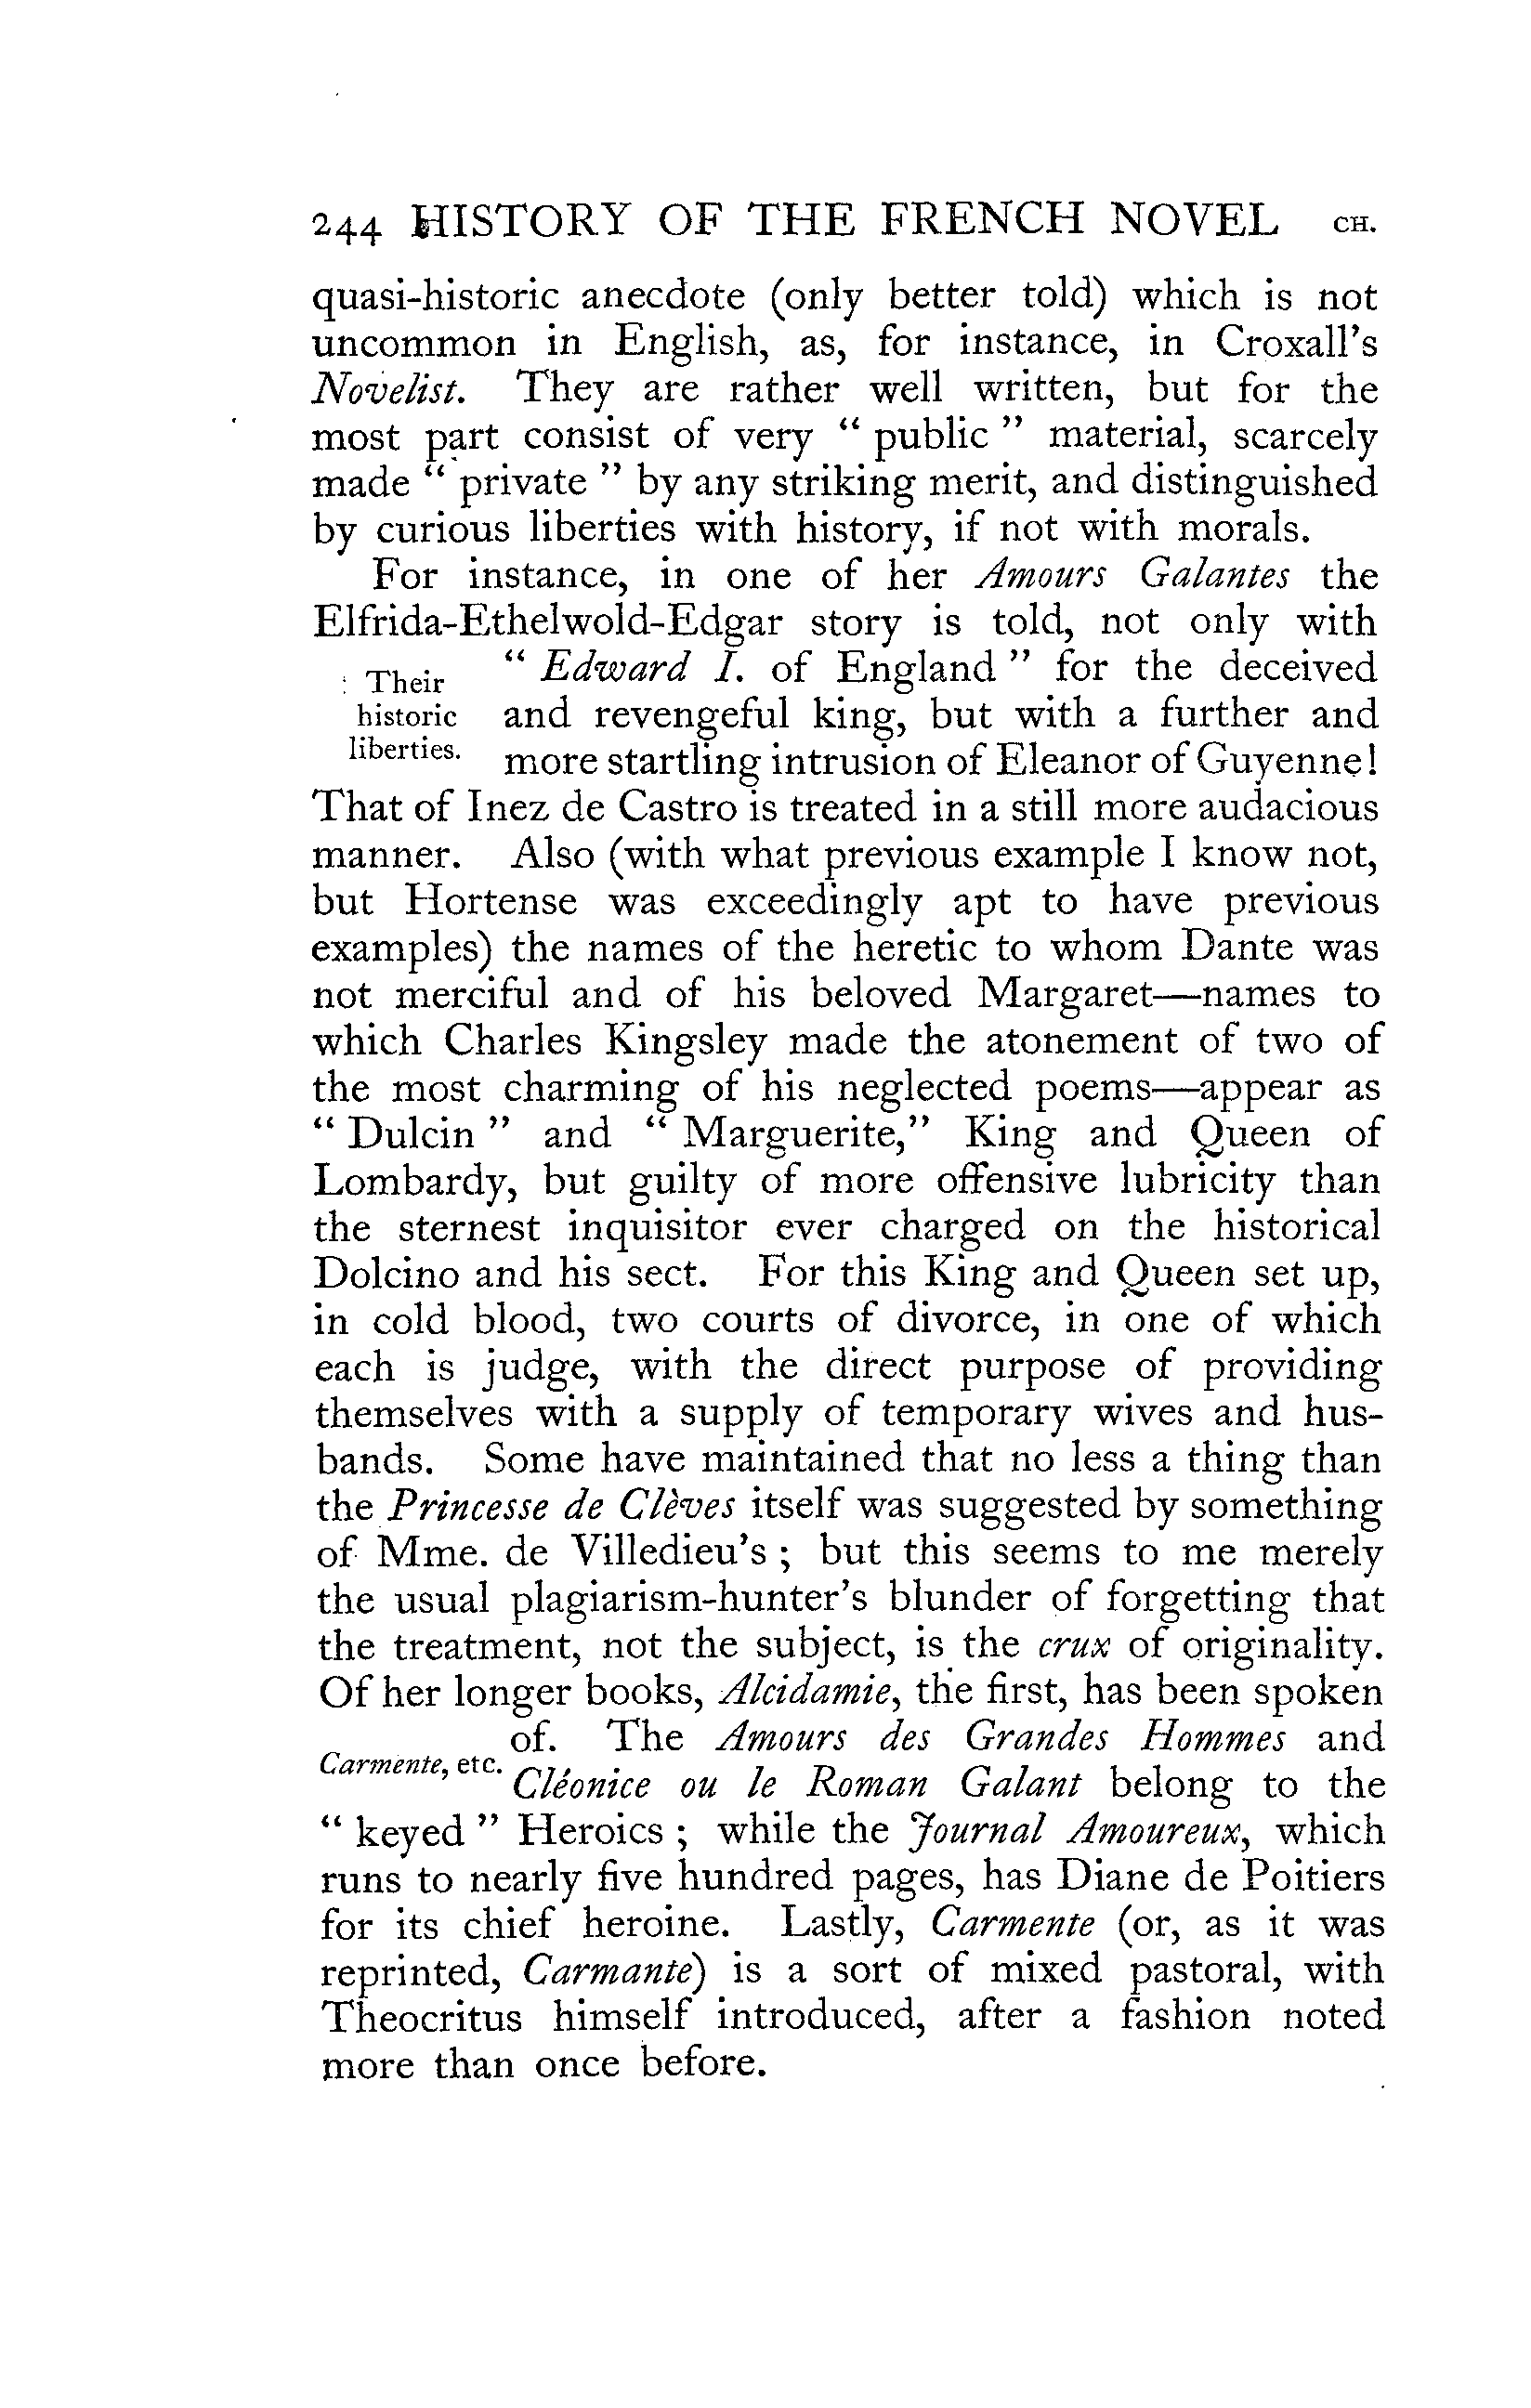 244 HISTORY OF THE FRENCH NOVEL CH.
quasi-historic anecdote (only better told) which is not
uncommon in English, as, for instance, in Croxall's
Novelist. They are rather well written, but for the
most part consist of very “ public ” material, scarcely
made “ private ” by any striking merit, and distinguished
by curious liberties with history, if not with morals.
For instance, in one of her Amours Galantes the
Elfrida-Ethelwold-Edgar story is told, not only with
Their
historic
liberties.
“ Edward I. of England ” for the deceived
and revengeful king, but with a further and
more startling intrusion of Eleanor of Guyenne!
That of Inez de Castro is treated in a still more audacious
manner. Also (with what previous example I know not,
but Hortense was exceedingly apt to have previous
examples) the names of the heretic to whom Dante was
not merciful and of his beloved Margaret—names to
which Charles Kingsley made the atonement of two of
the most charming of his neglected poems—appear as
“ Dulcin ” and “ Marguerite,” King and Queen of
Lombardy, but guilty of more offensive lubricity than
the sternest inquisitor ever charged on the historical
Dolcino and his sect. For this King and Queen set up,
in cold blood, two courts of divorce, in one of which
each is judge, with the direct purpose of providing
themselves with a supply of temporary wives and hus-
bands. Some have maintained that no less a thing than
the Princesse de Clèves itself was suggested by something
of Mme. de Villedieu's ; but this seems to me merely
the usual plagiarism-hunter's blunder of forgetting that
the treatment, not the subject, is the crux of originality.
Of her longer books, Alcidamie, the first, has been spoken
Carmente, etc.
of. The Amours des Grandes Hommes and
Cléonice ou le Roman Galant belong to the
“ keyed ” Heroics ; while the Journal Amoureux, which
runs to nearly five hundred pages, has Diane de Poitiers
for its chief heroine. Lastly, Carmente (or, as it was
reprinted, Carmante) is a sort of mixed pastoral, with
Theocritus himself introduced, after a fashion noted
more than once before.